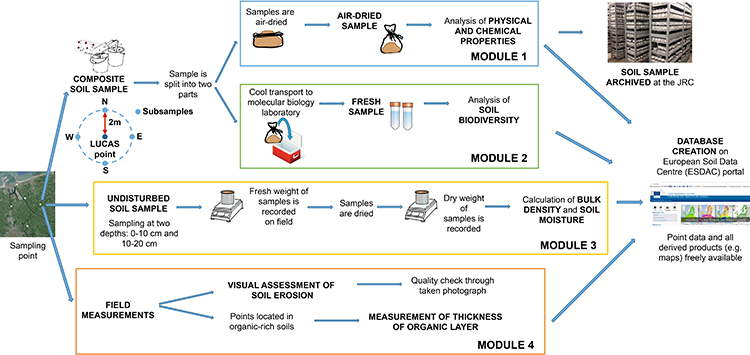 COMPOSITE
SOIL SAMPLE
N
Subsamples
2m
W
E
LUCAS
point
S
Sampling
point
Sample is
split into two
parts
Samples are
air-dried
AIR-DRIED
SAMPLE
Analysis of PHYSICAL
AND CHEMICAL
PROPERTIES
MODULE 1
SOIL SAMPLE
ARCHIVED at the JRC
Cool transport to
molecular biology
laboratory
FRESH
SAMPLE
Analysis of
SOIL
BIODIVERSITY
MODULE 2
UNDISTURBED
SOIL SAMPLE
Sampling at two
depths: 0-10 cm and
10-20 cm
Fresh weight of
samples is
recorded
on field
Samples
are dried
Dry weight
of samples
is recorded
Calculation of BULK
DENSITY and SOIL
MOISTURE
MODULE 3
FIELD
MEASUREMENTS
VISUAL ASSESSMENT OF
SOIL EROSION
Quality check through
taken photograph
Points located in
organic-rich soils
MEASUREMENT OF THICKNESS
OF ORGANIC LAYER
MODULE 4
DATABASE
CREATION on
European Soil Data
Centre (ESDAC) portal
Point data and all
derived products (e.g.
maps) freely available